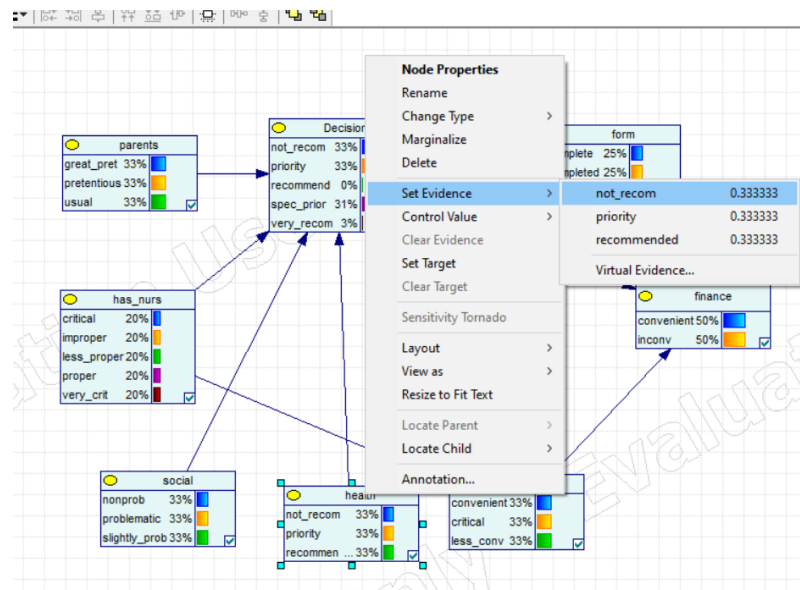 parents
great_pret 33%
pretentious 33%
usual 33%
Decision
not_recom 33%
priority 33%
recommend 0%
spec_prior 31%
very_recom 3%
form
25%
25%
has_nurs
critical 20%
improper 20%
less_proper 20%
proper 20%
very_crit 20%
finance
convenient 50%
inconv 50%
social
nonprob 33%
problematic 33%
slightly_prob 33%
health
not_recom 33%
priority 33%
recommen ... 33%
convenient 33%
critical 33%
less_conv 33%
Node Properties
Rename
Change Type
Marginalize
Delete
Set Evidence
Control Value
Clear Evidence
Set Target
Clear Target
Sensitivity Tornado
Layout
View as
Resize to Fit Text
Locate Parent
Locate Child
Annotation...
not_recom 0.333333
priority 0.333333
recommended 0.333333
Virtual Evidence...